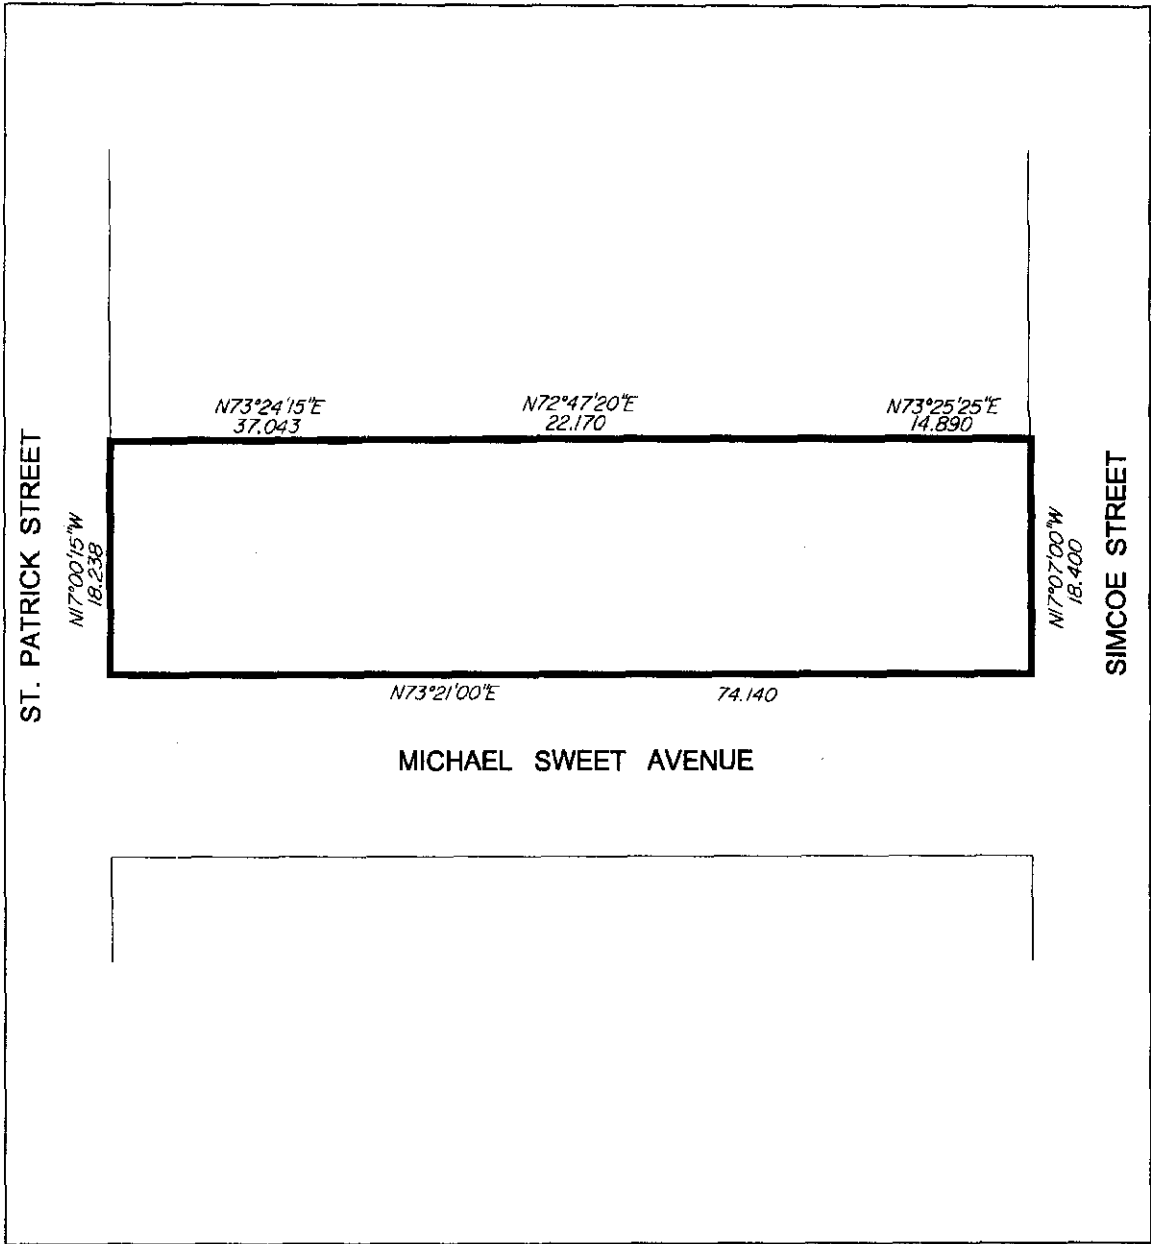 N73°24'15"E
37.043
N72°47'20"E
22.170
N73°25'25"E
14.890
ST. PATRICK STREET
N17°00'15"W
18.238
N17°07'00"W
18.400
SIMCOE STREET
N73°21'00"E 74.140
MICHAEL SWEET AVENUE